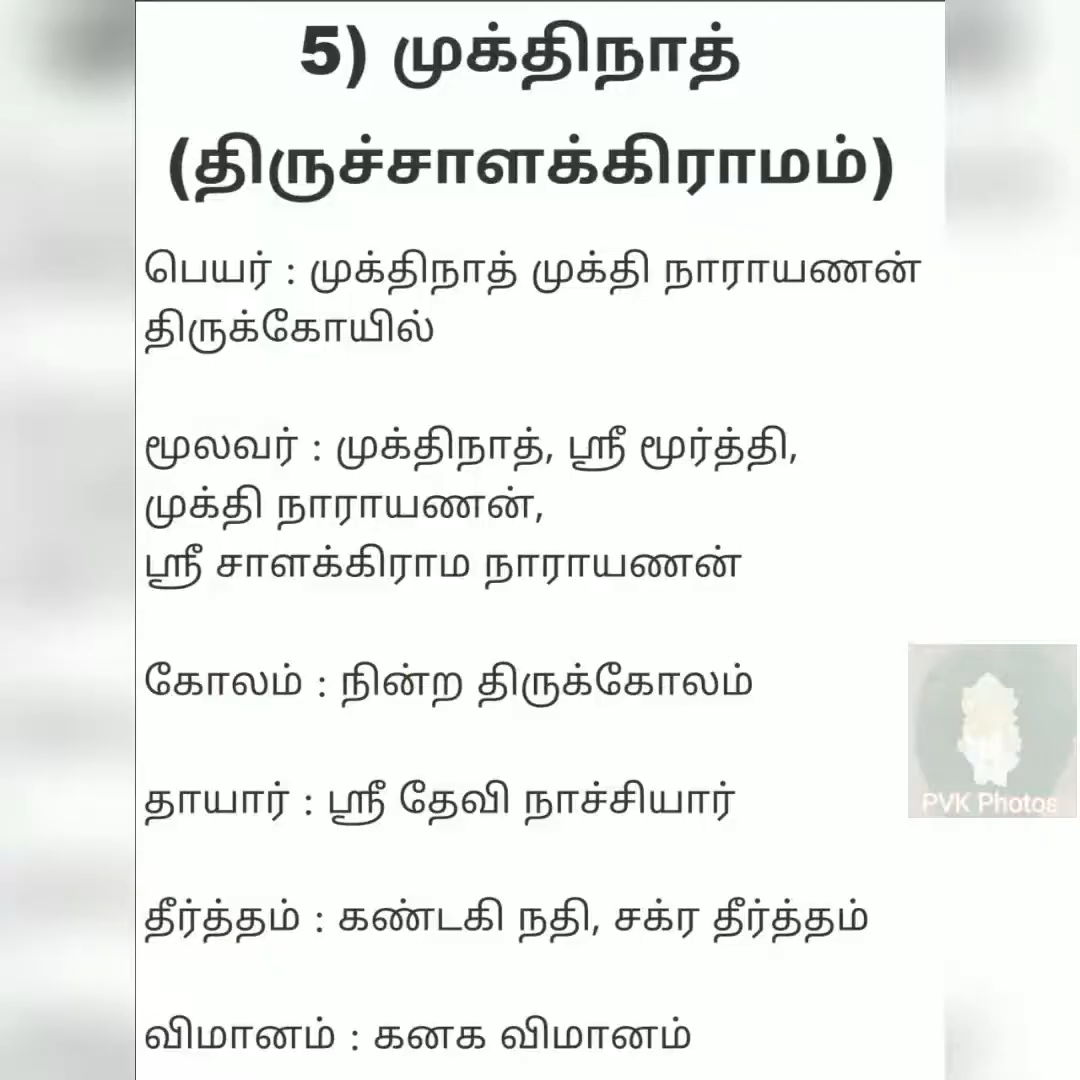 5) முக்திநாத்
(திருச்சாளக்கிராமம்)
பெயர் : முக்திநாத் முக்தி நாராயணன்
திருக்கோயில்
மூலவர் : முக்திநாத், ஸ்ரீ மூர்த்தி,
முக்தி நாராயணன்,
ஸ்ரீ சாளக்கிராம நாராயணன்
கோலம் : நின்ற திருக்கோலம்
தாயார் : ஸ்ரீ தேவி நாச்சியார்
PVK Photos
தீர்த்தம் : கண்டகி நதி, சக்ர தீர்த்தம்
விமானம் : கனக விமானம்